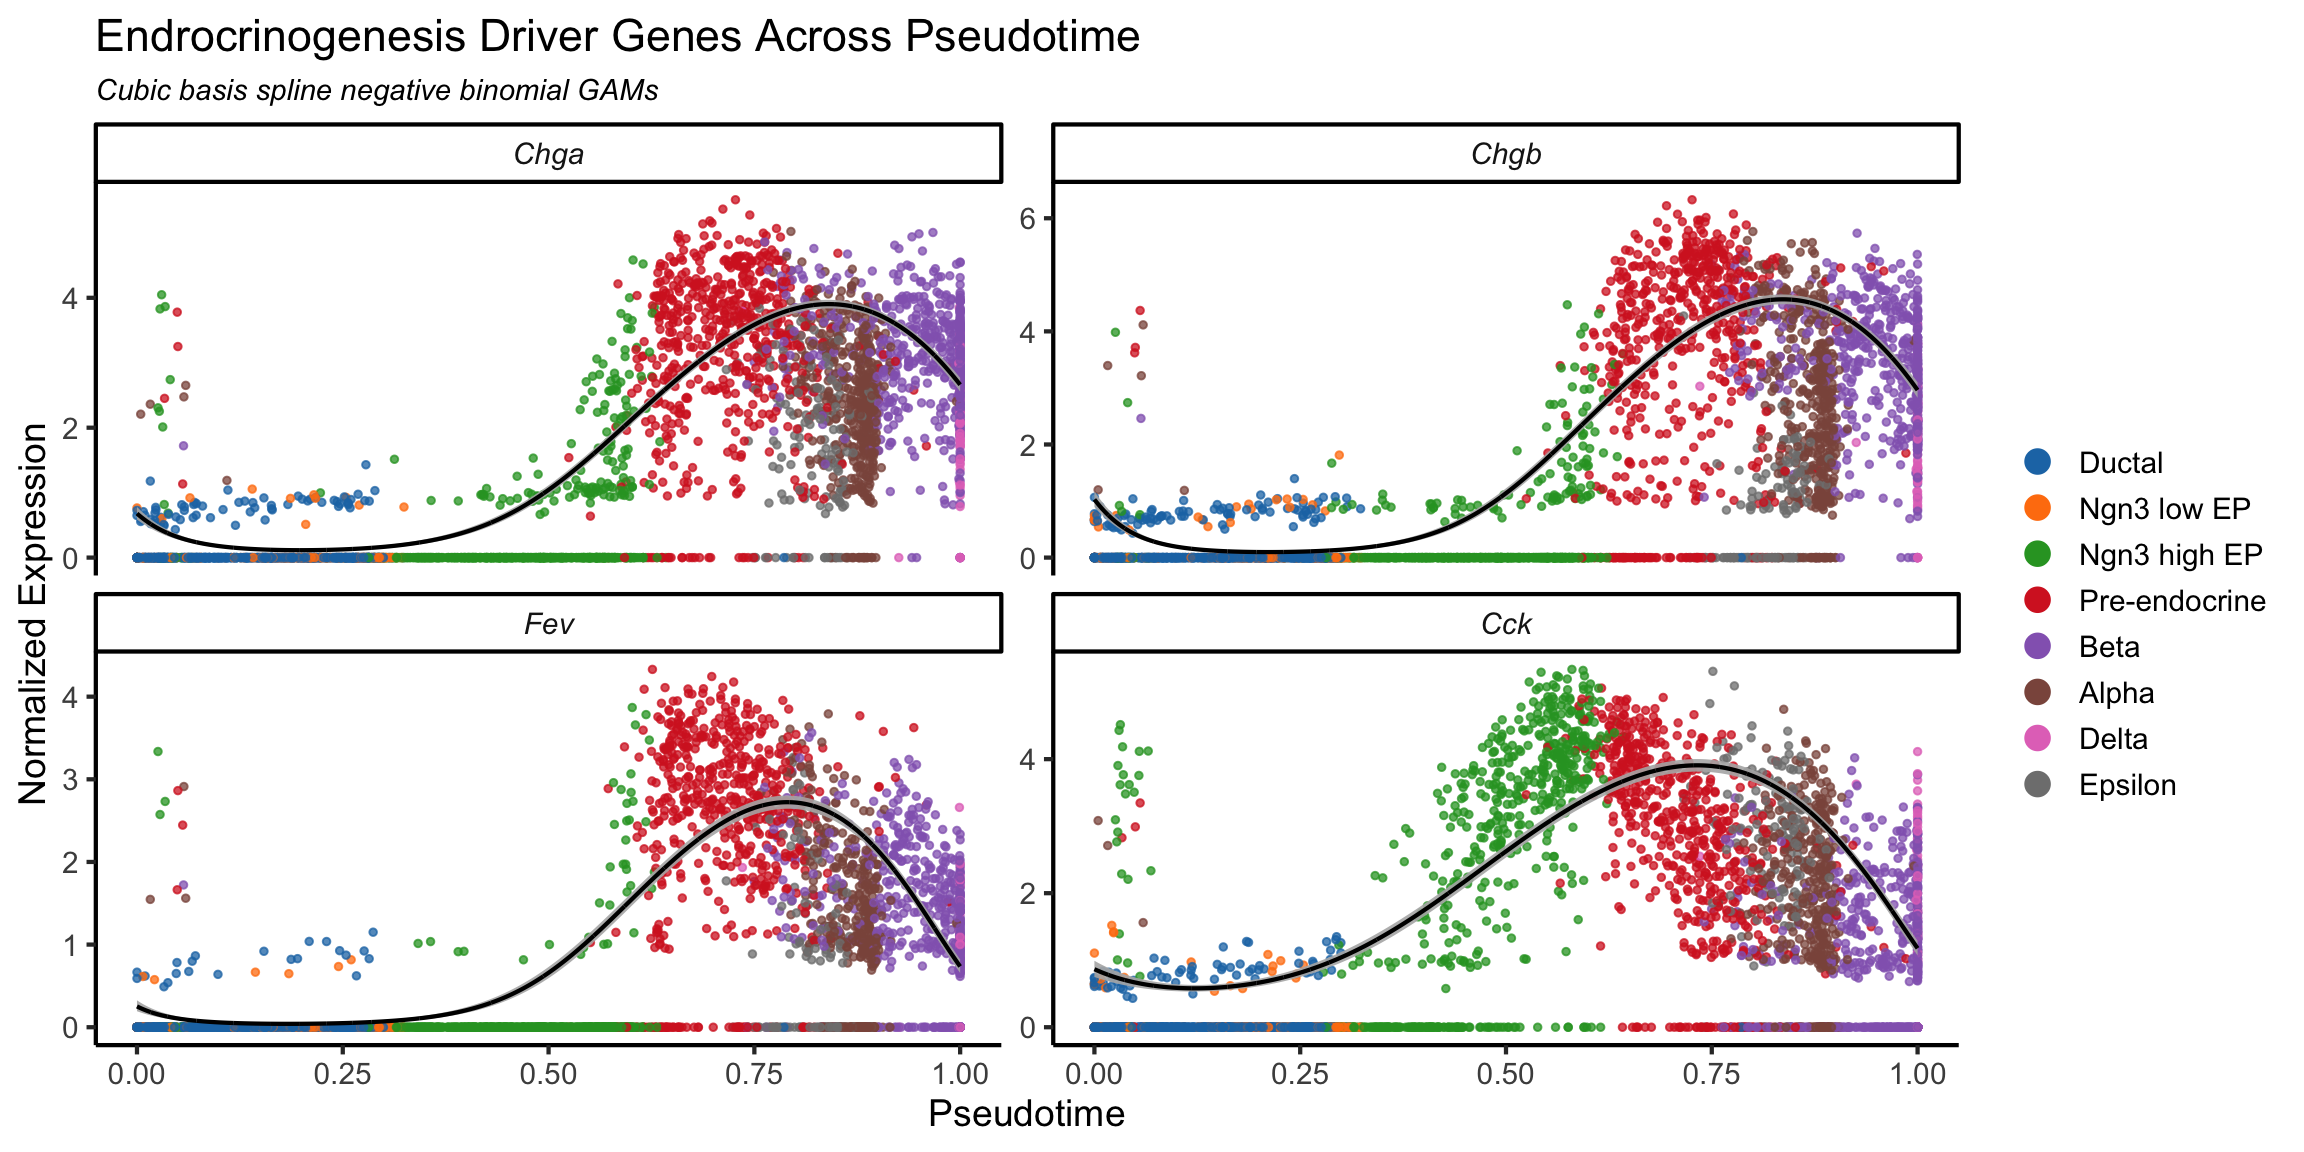 Endrocrinogenesis Driver Genes Across Pseudotime
Cubic basis spline negative binomial GAMs
Chga
Chgb
4
2
0
6
4
2
0
Fev
Cck
4
3
2
1
0
4
2
0
0.00 0.25 0.50 0.75 1.00
0.00 0.25 0.50 0.75 1.00
Normalized Expression
Pseudotime
Ductal
Ngn3 low EP
Ngn3 high EP
Pre-endocrine
Beta
Alpha
Delta
Epsilon